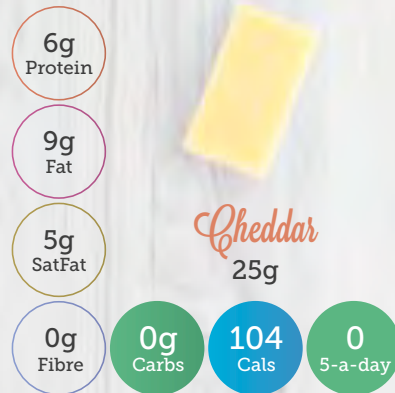 6g
Protein
9g
Fat
5g
SatFat
Cheddar
25g
0g
Fibre
0g
Carbs
104
Cals
0
5-a-day